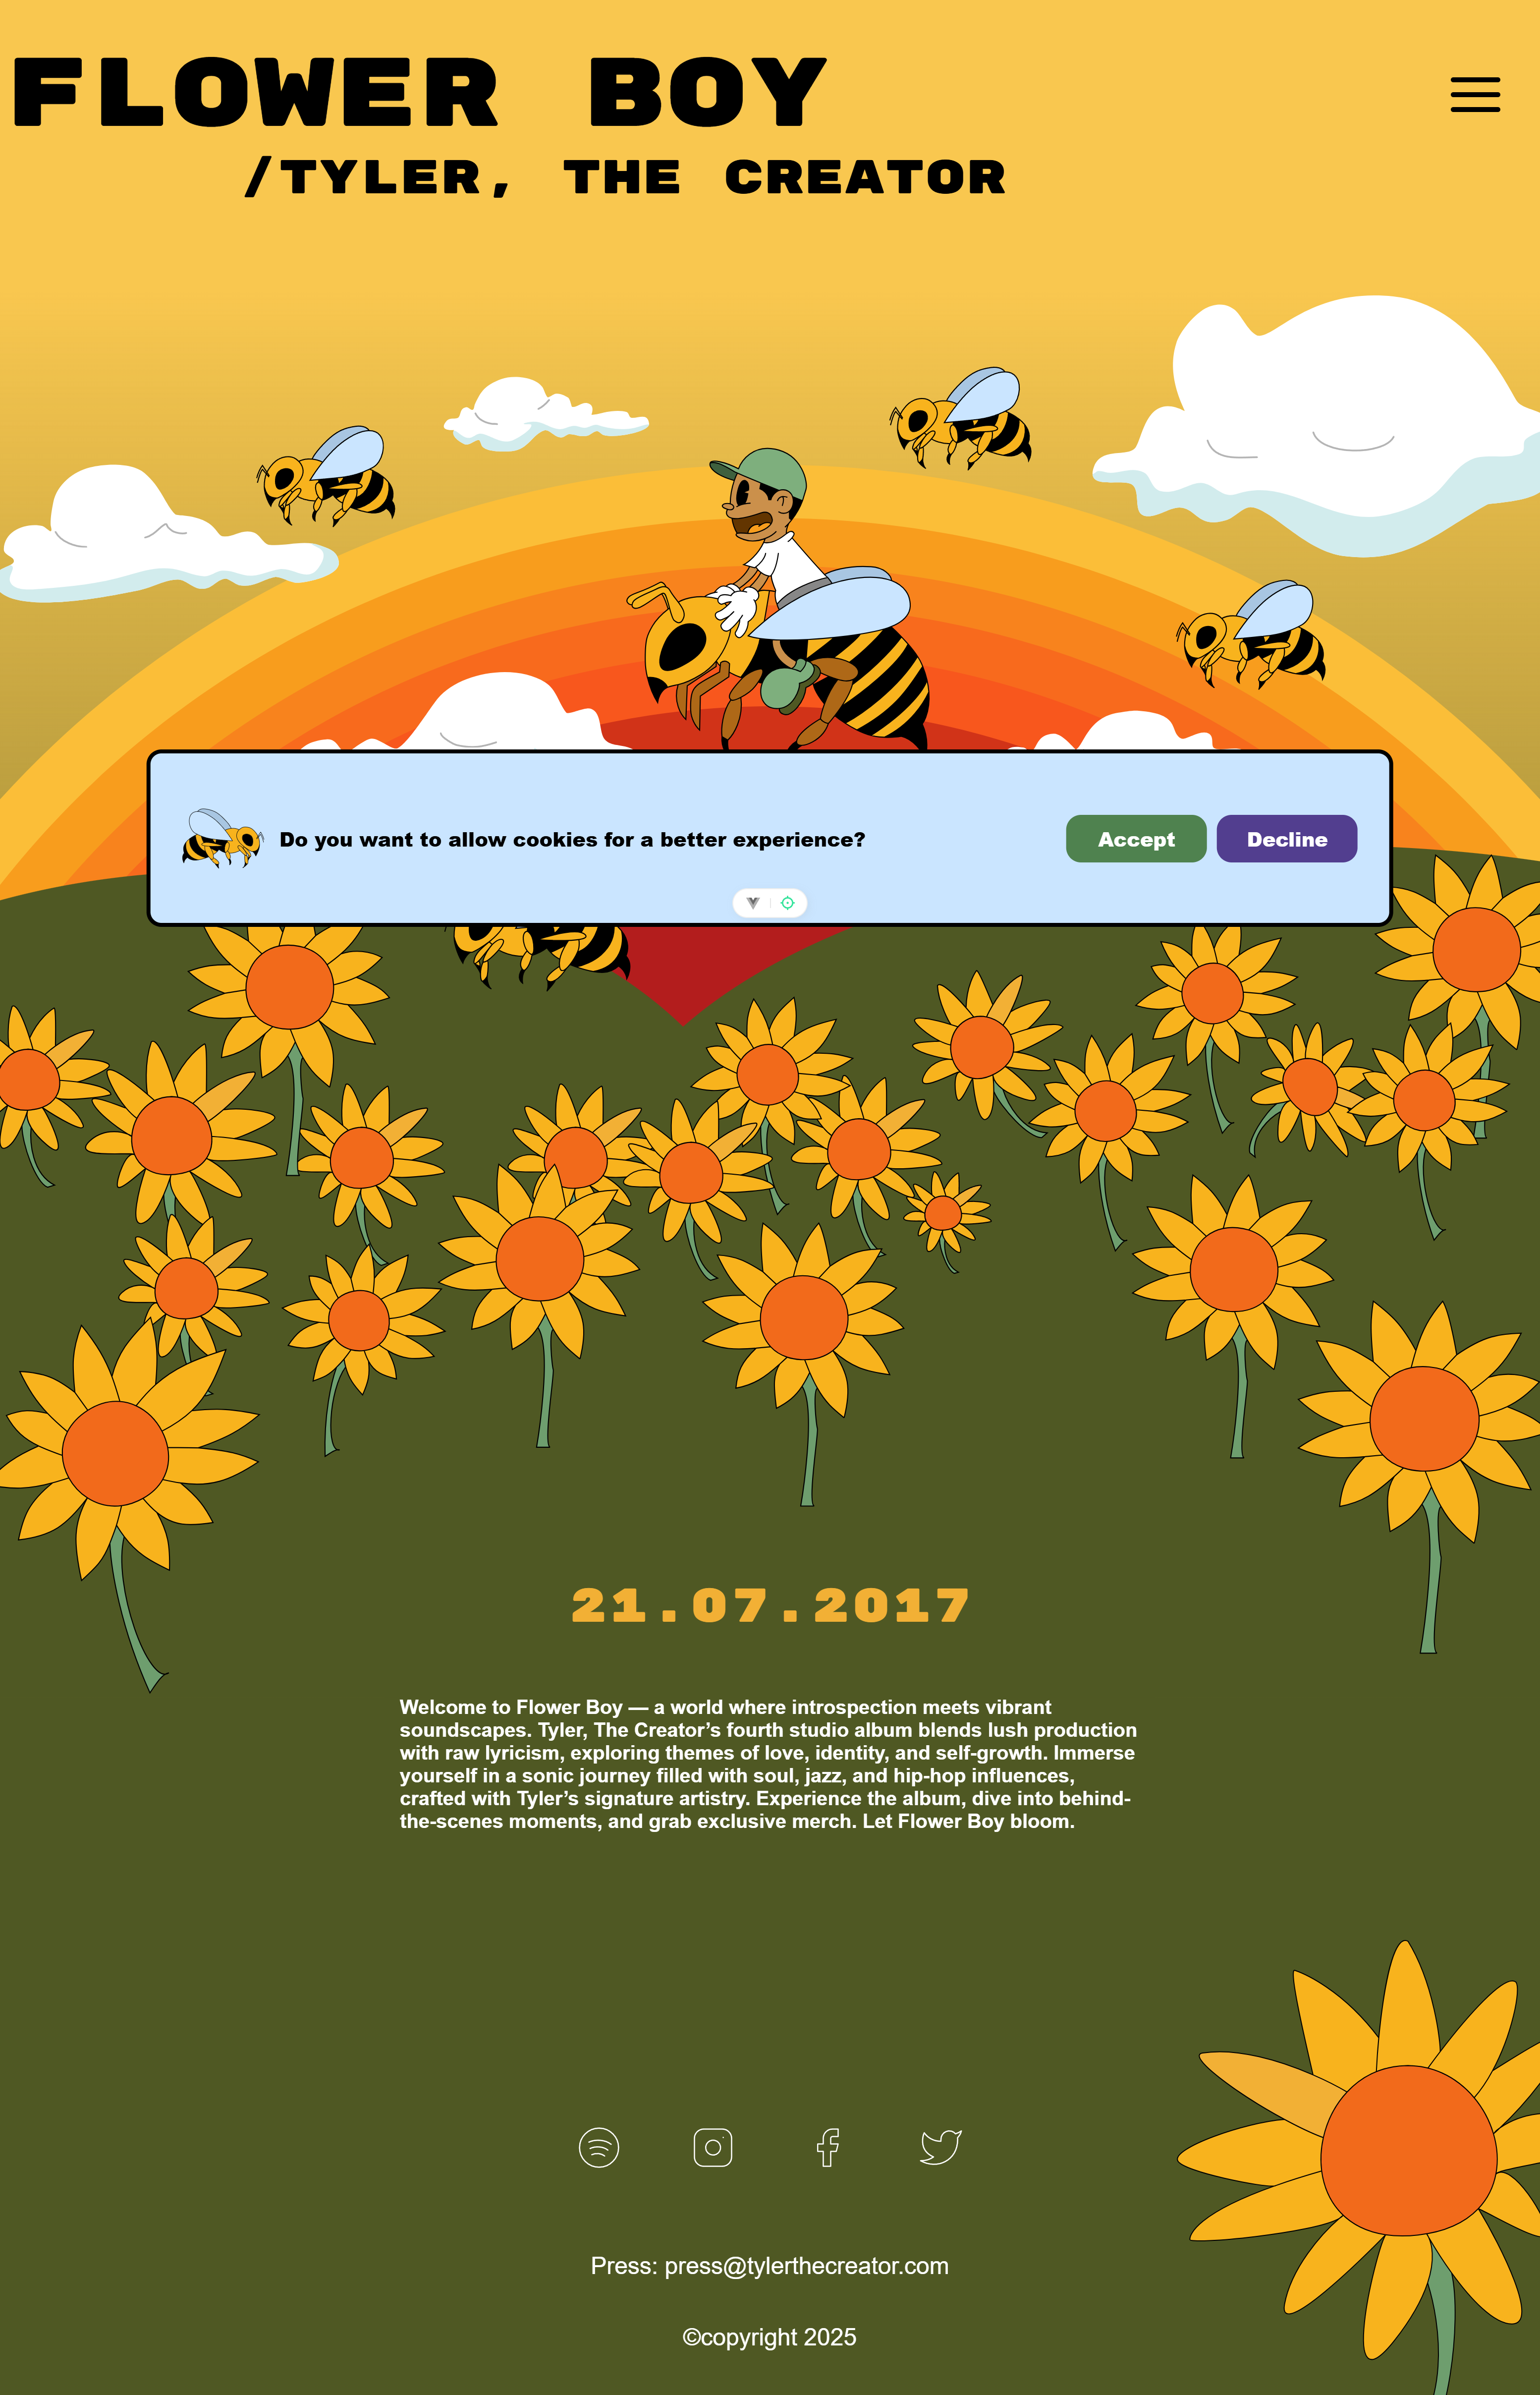 FLOWER BOY
/TYLER, THE CREATOR
Do you want to allow cookies for a better experience?
Accept
Decline
21.07.2017
Welcome to Flower Boy — a world where introspection meets vibrant
soundscapes. Tyler, The Creator’s fourth studio album blends lush production
with raw lyricism, exploring themes of love, identity, and self-growth. Immerse
yourself in a sonic journey filled with soul, jazz, and hip-hop influences,
crafted with Tyler’s signature artistry. Experience the album, dive into behind-
the-scenes moments, and grab exclusive merch. Let Flower Boy bloom.
Press: press@tylerthecreator.com
©copyright 2025